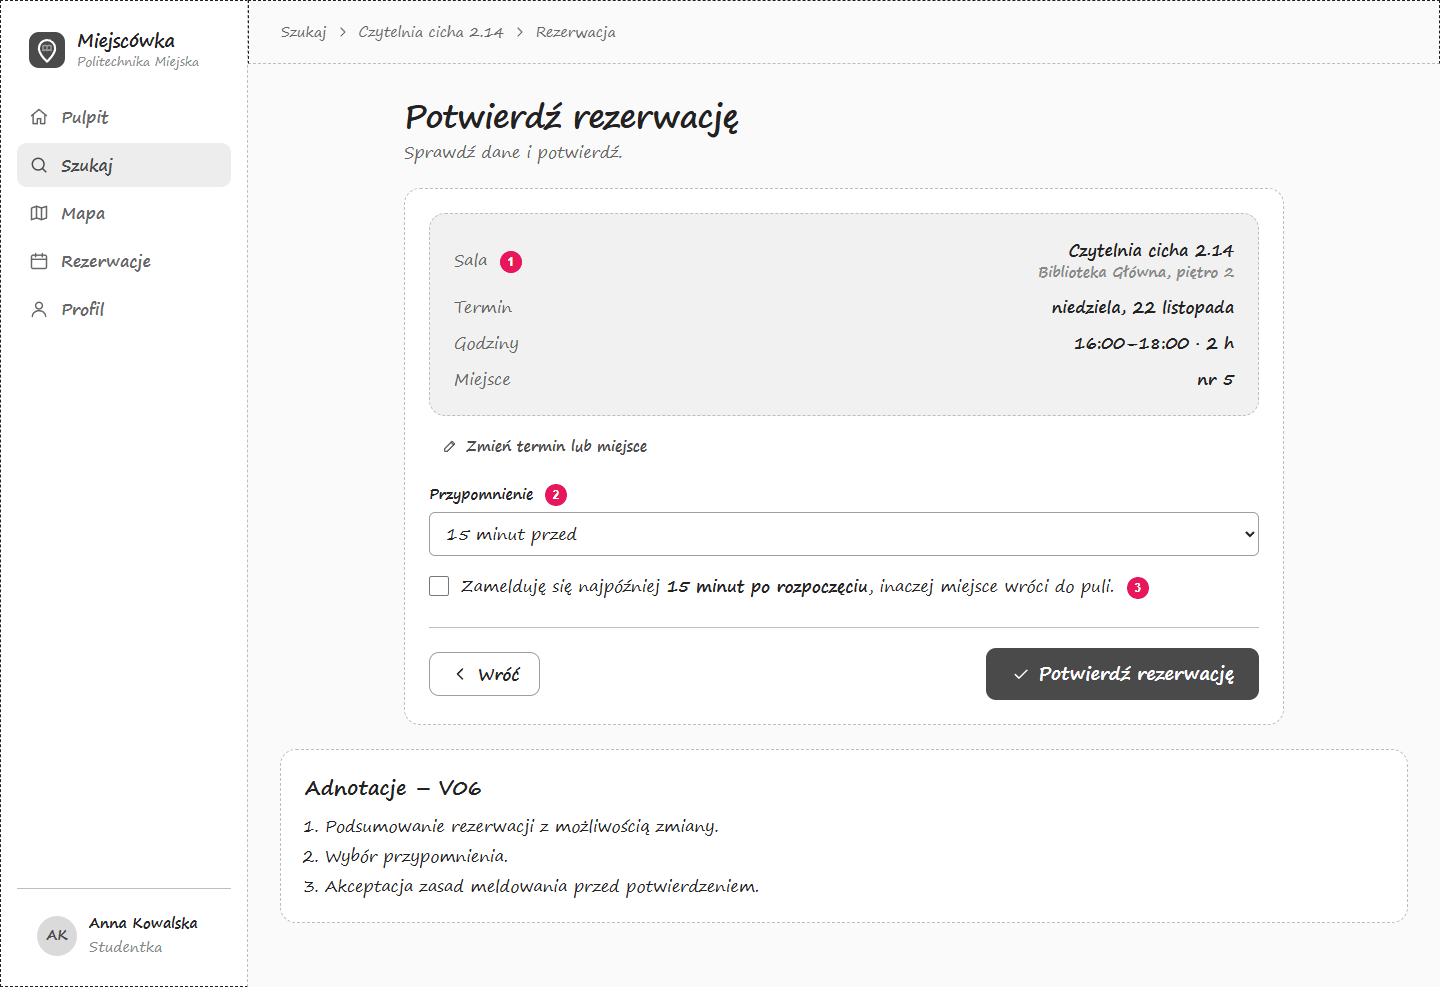 Miejscówka
Politechnika Miejska
Pulpit
Szukaj
Mapa
Rezerwacje
Profil
AK
Anna Kowalska
Studentka
Szukaj > Czytelnia cicha 2.14 > Rezerwacja
Potwierdź rezerwację
Sprawdź dane i potwierdź.
Sala 1 Czytelnia cicha 2.14
Biblioteka Główna, piętro 2
Termin niedziela, 22 listopada
Godziny 16:00–18:00 · 2 h
Miejsce nr 5
Zmień termin lub miejsce
Przypomnienie 2
15 minut przed
Zamelduję się najpóźniej 15 minut po rozpoczęciu, inaczej miejsce wróci do puli. 3
Wróć
Potwierdź rezerwację
Adnotacje — V06
1. Podsumowanie rezerwacji z możliwością zmiany.
2. Wybór przypomnienia.
3. Akceptacja zasad meldowania przed potwierdzeniem.